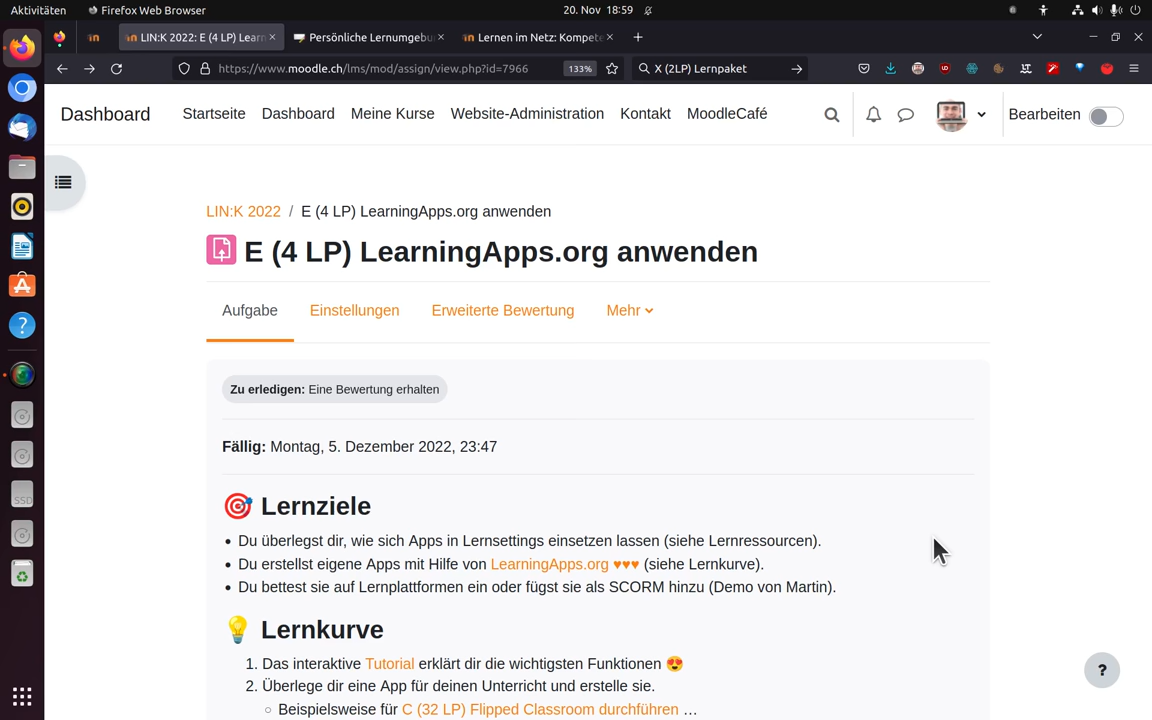 Aktivitäten
Firefox Web Browser
20. Nov 18:59
LIN:K 2022: E (4 LP) Learn
Persönliche Lernumgebu
Lernen im Netz: Kompete
https://www.moodle.ch/lms/mod/assign/view.php?id=7966
133%
X (2LP) Lernpaket
Dashboard
Startseite
Dashboard
Meine Kurse
Website-Administration
Kontakt
MoodleCafé
Bearbeiten
LIN:K 2022 / E (4 LP) LearningApps.org anwenden
E (4 LP) LearningApps.org anwenden
Aufgabe
Einstellungen
Erweiterte Bewertung
Mehr
Zu erledigen: Eine Bewertung erhalten
Fällig: Montag, 5. Dezember 2022, 23:47
🎯 Lernziele
• Du überlegst dir, wie sich Apps in Lernsettings einsetzen lassen (siehe Lernressourcen).
• Du erstellst eigene Apps mit Hilfe von LearningApps.org ♥♥♥ (siehe Lernkurve).
• Du bettest sie auf Lernplattformen ein oder fügst sie als SCORM hinzu (Demo von Martin).
💡 Lernkurve
1. Das interaktive Tutorial erklärt dir die wichtigsten Funktionen 😍
2. Überlege dir eine App für deinen Unterricht und erstelle sie.
○ Beispielsweise für C (32 LP) Flipped Classroom durchführen …
?
SSD